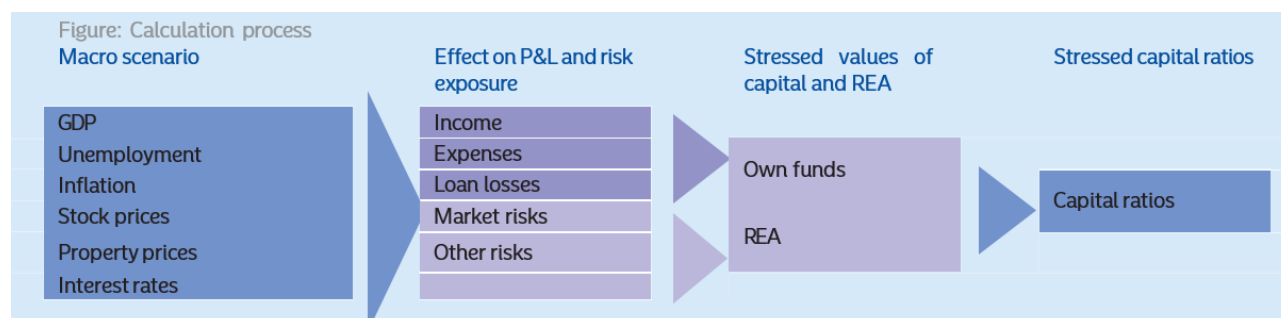 Figure: Calculation process
Macro scenario
Effect on P&L and risk
exposure
Stressed values of
capital and REA
Stressed capital ratios
GDP
Unemployment
Inflation
Stock prices
Property prices
Interest rates
Income
Expenses
Loan losses
Market risks
Other risks
Own funds
REA
Capital ratios